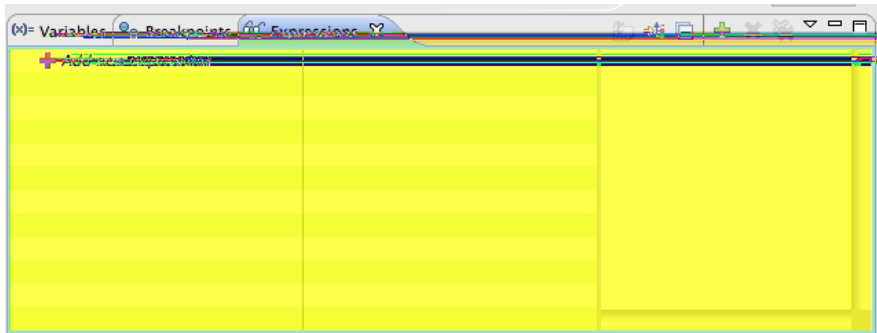 (x)= Variables Breakpoints Expressions
Add new expression